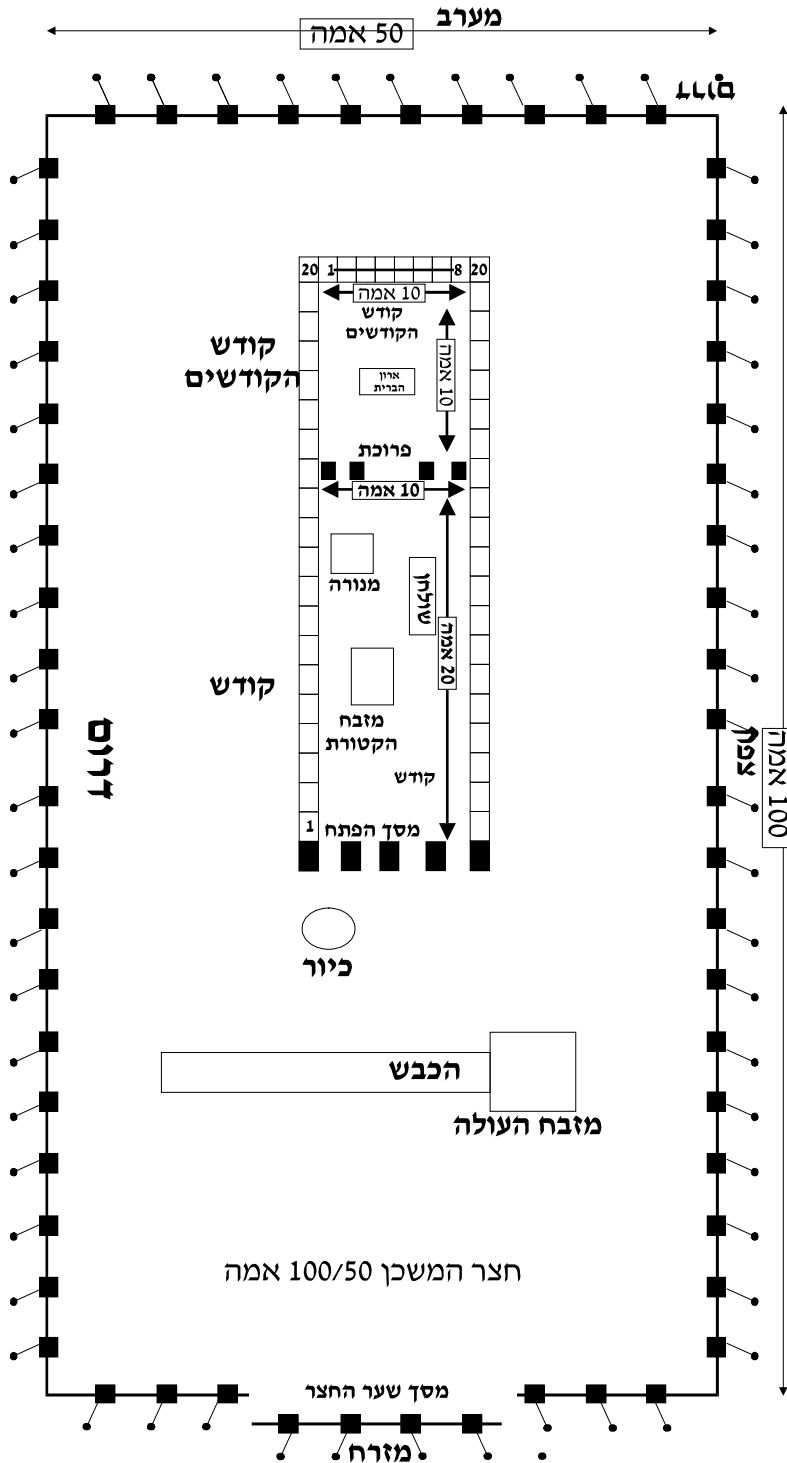 מערב
50 אמה
דרום
20 1 8 20
10 אמה
קודש
הקודשים
קודש
הקודשים
10 אמה
ארון
הברית
פרוכת
10 אמה
מנורה
שולחן
20 אמה
קודש
מזבח
הקטורת
דרום
צפון
100 אמה
קודש
1
מסך הפתח
כיור
הכבש
מזבח העולה
חצר המשכן 100/50 אמה
מסך שער החצר
מזרח